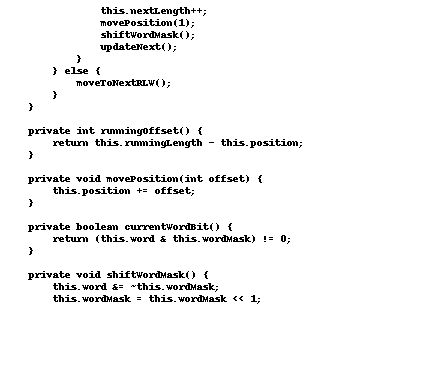 this.nextLength++;
            movePosition(1);
            shiftWordMask();
            updateNext();
        }
    } else {
        moveToNextRLW();
    }
}

private int runningOffset() {
    return this.runningLength - this.position;
}

private void movePosition(int offset) {
    this.position += offset;
}

private boolean currentWordBit() {
    return (this.word & this.wordMask) != 0;
}

private void shiftWordMask() {
    this.word &= ~this.wordMask;
    this.wordMask = this.wordMask << 1;